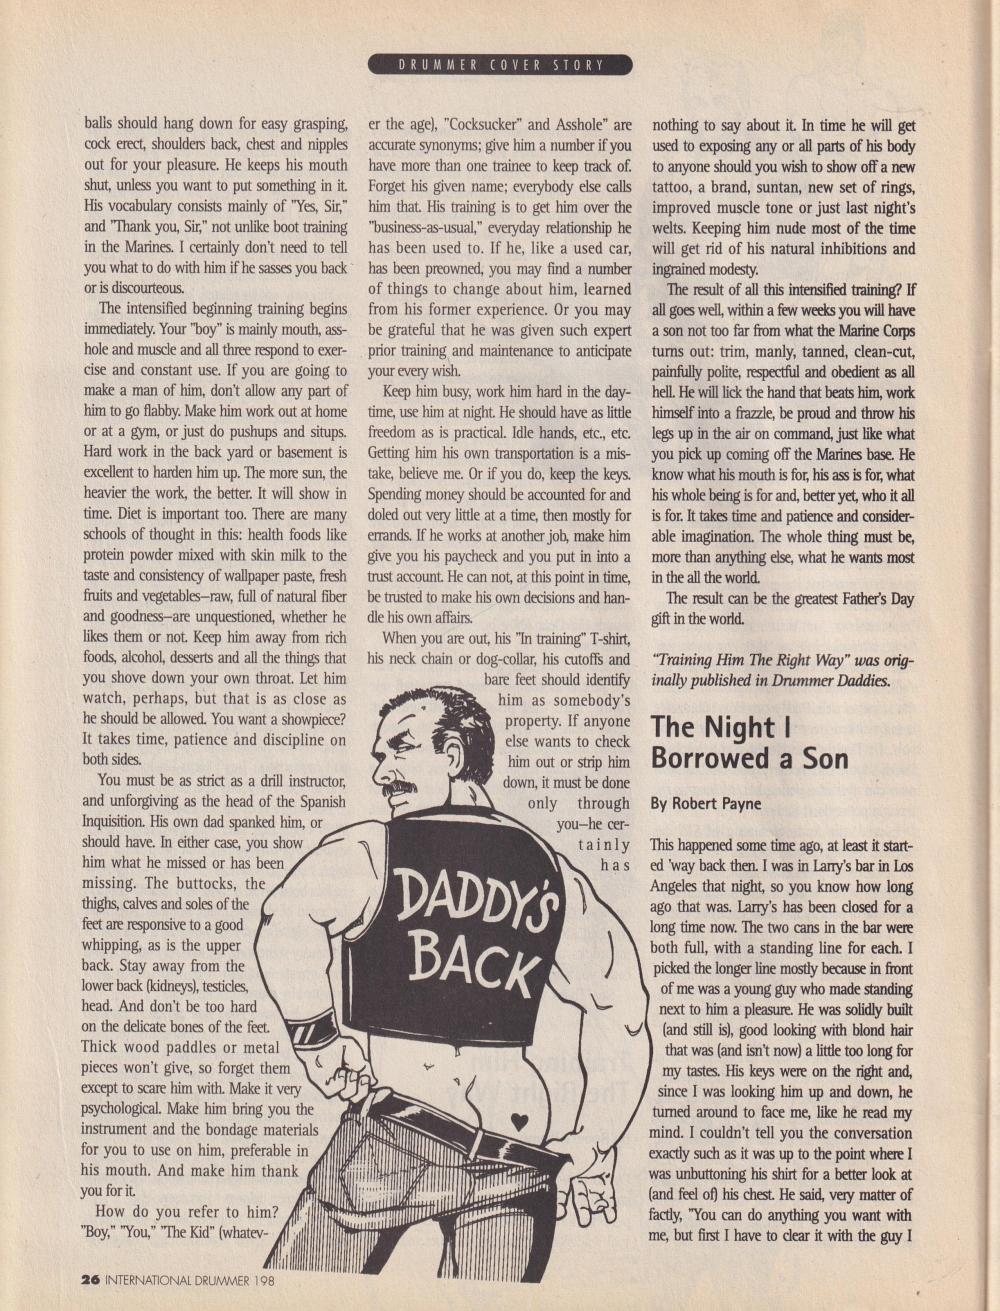 DRUMMER COVER STORY
balls should hang down for easy grasping,
cock erect, shoulders back, chest and nipples
out for your pleasure. He keeps his mouth
shut, unless you want to put something in it.
His vocabulary consists mainly of "Yes, Sir,"
and "Thank you, Sir," not unlike boot training
in the Marines. I certainly don't need to tell
you what to do with him if he sasses you back
or is discourteous.
The intensified beginning training begins
immediately. Your "boy" is mainly mouth, ass-
hole and muscle and all three respond to exer-
cise and constant use. If you are going to
make a man of him, don't allow any part of
him to go flabby. Make him work out at home
or at a gym, or just do pushups and situps.
Hard work in the back yard or basement is
excellent to harden him up. The more sun, the
heavier the work, the better. It will show in
time. Diet is important too. There are many
schools of thought in this: health foods like
protein powder mixed with skin milk to the
taste and consistency of wallpaper paste, fresh
fruits and vegetables—raw, full of natural fiber
and goodness—are unquestioned, whether he
likes them or not. Keep him away from rich
foods, alcohol, desserts and all the things that
you shove down your own throat. Let him
watch, perhaps, but that is as close as
he should be allowed. You want a showpiece?
It takes time, patience and discipline on
both sides.
You must be as strict as a drill instructor,
and unforgiving as the head of the Spanish
Inquisition. His own dad spanked him, or
should have. In either case, you show
him what he missed or has been
missing. The buttocks, the
thighs, calves and soles of the
feet are responsive to a good
whipping, as is the upper
back. Stay away from the
lower back (kidneys), testicles,
head. And don't be too hard
on the delicate bones of the feet.
Thick wood paddles or metal
pieces won't give, so forget them
except to scare him with. Make it very
psychological. Make him bring you the
instrument and the bondage materials
for you to use on him, preferable in
his mouth. And make him thank
you for it.
How do you refer to him?
"Boy," "You," "The Kid" (whatev-
er the age), "Cocksucker" and Asshole" are
accurate synonyms; give him a number if you
have more than one trainee to keep track of.
Forget his given name; everybody else calls
him that. His training is to get him over the
"business-as-usual," everyday relationship he
has been used to. If he, like a used car,
has been preowned, you may find a number
of things to change about him, learned
from his former experience. Or you may
be grateful that he was given such expert
prior training and maintenance to anticipate
your every wish.
Keep him busy, work him hard in the day-
time, use him at night. He should have as little
freedom as is practical. Idle hands, etc., etc.
Getting him his own transportation is a mis-
take, believe me. Or if you do, keep the keys.
Spending money should be accounted for and
doled out very little at a time, then mostly for
errands. If he works at another job, make him
give you his paycheck and you put in into a
trust account. He can not, at this point in time,
be trusted to make his own decisions and han-
dle his own affairs.
When you are out, his "In training" T-shirt,
his neck chain or dog-collar, his cutoffs and
bare feet should identify
him as somebody's
property. If anyone
else wants to check
him out or strip him
down, it must be done
only through
you—he cer-
tainly
has
DADDY'S
BACK
nothing to say about it. In time he will get
used to exposing any or all parts of his body
to anyone should you wish to show off a new
tattoo, a brand, suntan, new set of rings,
improved muscle tone or just last night's
welts. Keeping him nude most of the time
will get rid of his natural inhibitions and
ingrained modesty.
The result of all this intensified training? If
all goes well, within a few weeks you will have
a son not too far from what the Marine Corps
turns out: trim, manly, tanned, clean-cut,
painfully polite, respectful and obedient as all
hell. He will lick the hand that beats him, work
himself into a frazzle, be proud and throw his
legs up in the air on command, just like what
you pick up coming off the Marines base. He
know what his mouth is for, his ass is for, what
his whole being is for and, better yet, who it all
is for. It takes time and patience and consider-
able imagination. The whole thing must be,
more than anything else, what he wants most
in the all the world.
The result can be the greatest Father's Day
gift in the world.
"Training Him The Right Way" was orig-
inally published in Drummer Daddies.
The Night I
Borrowed a Son
By Robert Payne
This happened some time ago, at least it start-
ed 'way back then. I was in Larry's bar in Los
Angeles that night, so you know how long
ago that was. Larry's has been closed for a
long time now. The two cans in the bar were
both full, with a standing line for each. I
picked the longer line mostly because in front
of me was a young guy who made standing
next to him a pleasure. He was solidly built
(and still is), good looking with blond hair
that was (and isn't now) a little too long for
my tastes. His keys were on the right and,
since I was looking him up and down, he
turned around to face me, like he read my
mind. I couldn't tell you the conversation
exactly such as it was up to the point where I
was unbuttoning his shirt for a better look at
(and feel of) his chest. He said, very matter of
factly, "You can do anything you want with
me, but first I have to clear it with the guy I
26 INTERNATIONAL DRUMMER 198